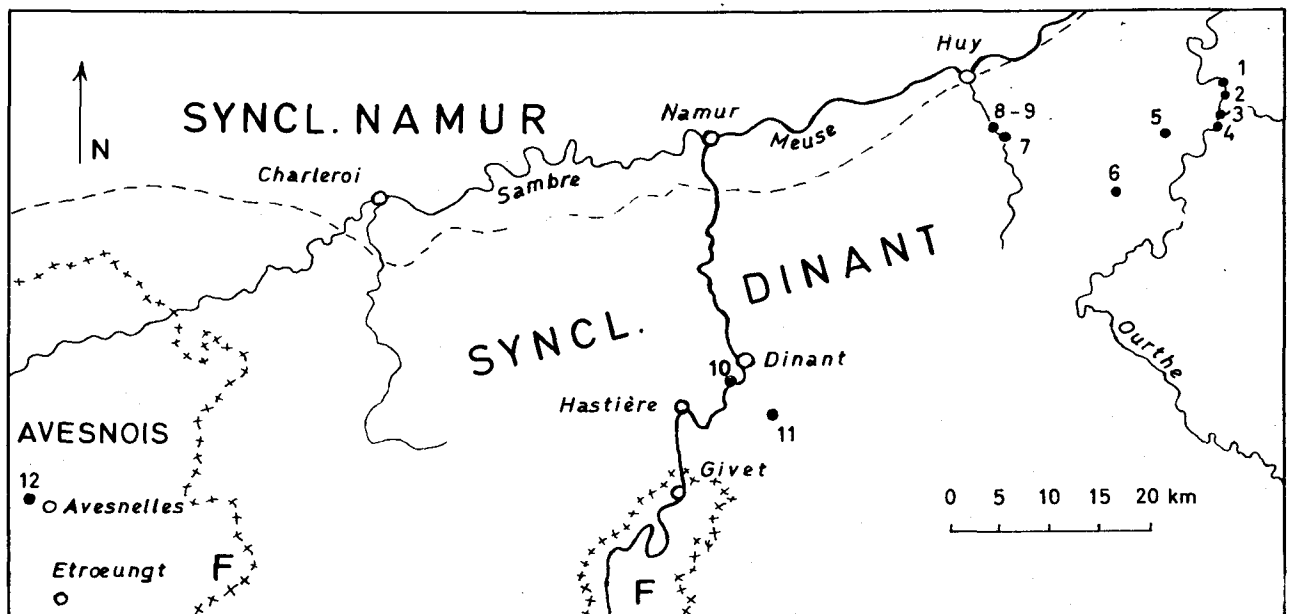 Huy
1
2
3
4
5
SYNCL. NAMUR
Namur
8-9
7
N
Meuse
Charleroi
Sambre
6
DINANT
SYNCL.
Ourthe
10
Dinant
Hastière
11
AVESNOIS
12
Givet
Avesnelles
0 5 10 15 20 km
Etrœungt
F
F